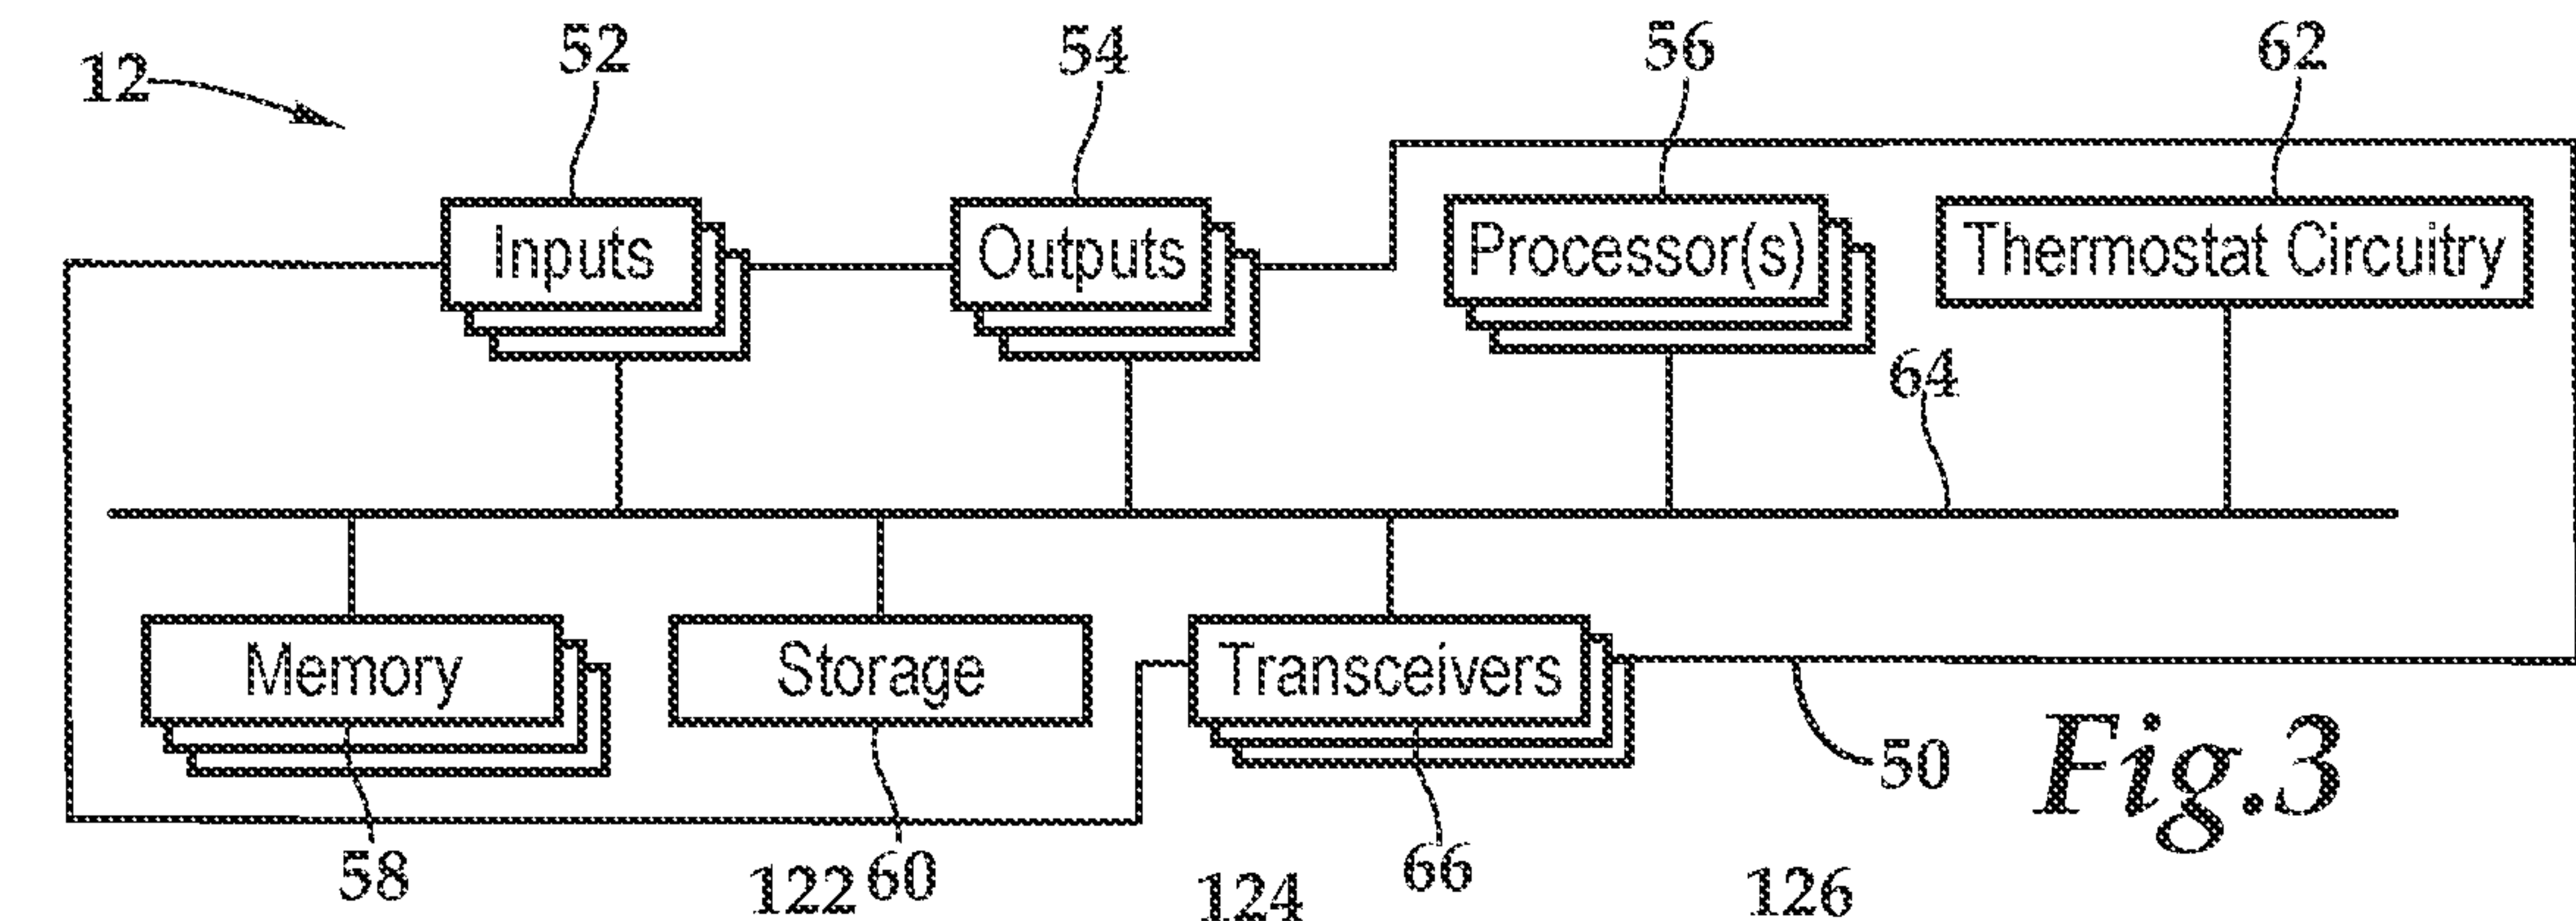 12 52 54 56 62
Inputs Outputs Processor(s) Thermostat Circuitry
64
Memory Storage Transceivers
50 Fig.3
58 60 66
122 124 126